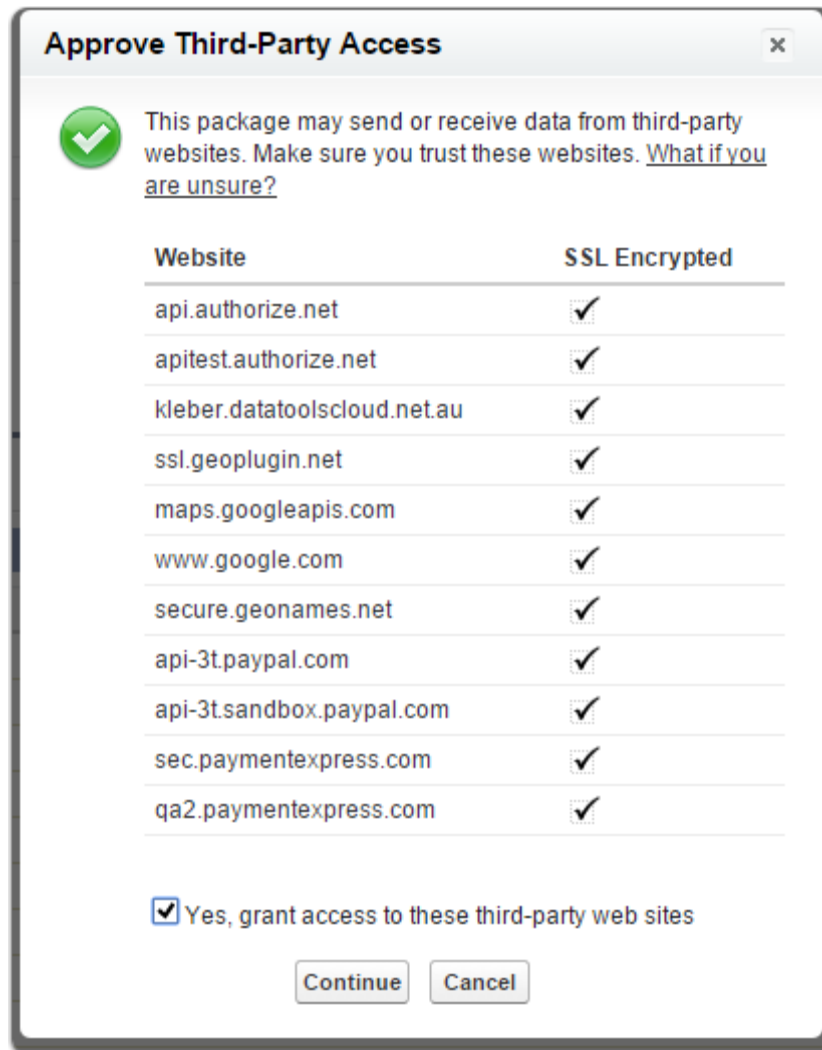 Approve Third-Party Access
This package may send or receive data from third-party
websites. Make sure you trust these websites. What if you
are unsure?
Website SSL Encrypted
api.authorize.net
apitest.authorize.net
kleber.datatoolscloud.net.au
ssl.geoplugin.net
maps.googleapis.com
www.google.com
secure.geonames.net
api-3t.paypal.com
api-3t.sandbox.paypal.com
sec.paymentexpress.com
qa2.paymentexpress.com
Yes, grant access to these third-party web sites
Continue Cancel